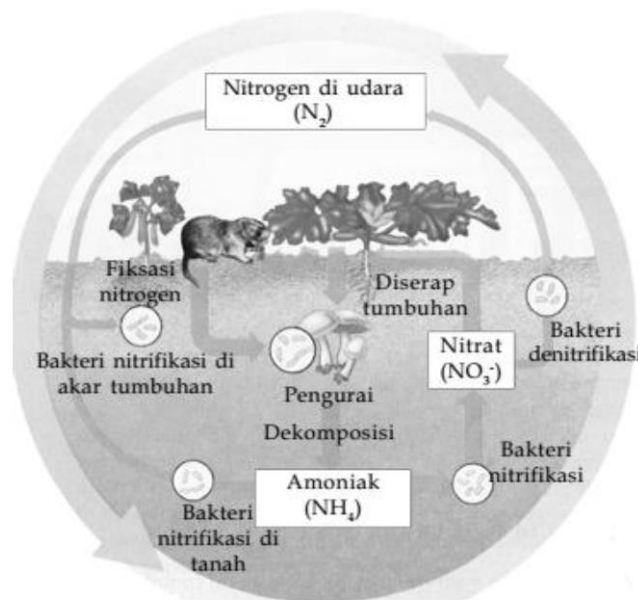 Nitrogen di udara
(N₂)
Fiksasi
nitrogen
Diserap
tumbuhan
Bakteri nitrifikasi di
akar tumbuhan
Nitrat
(NO₃⁻)
Bakteri
denitrifikasi
Pengurai
Dekomposisi
Bakteri
nitrifikasi
Amoniak
(NH₄)
Bakteri
nitrifikasi di
tanah